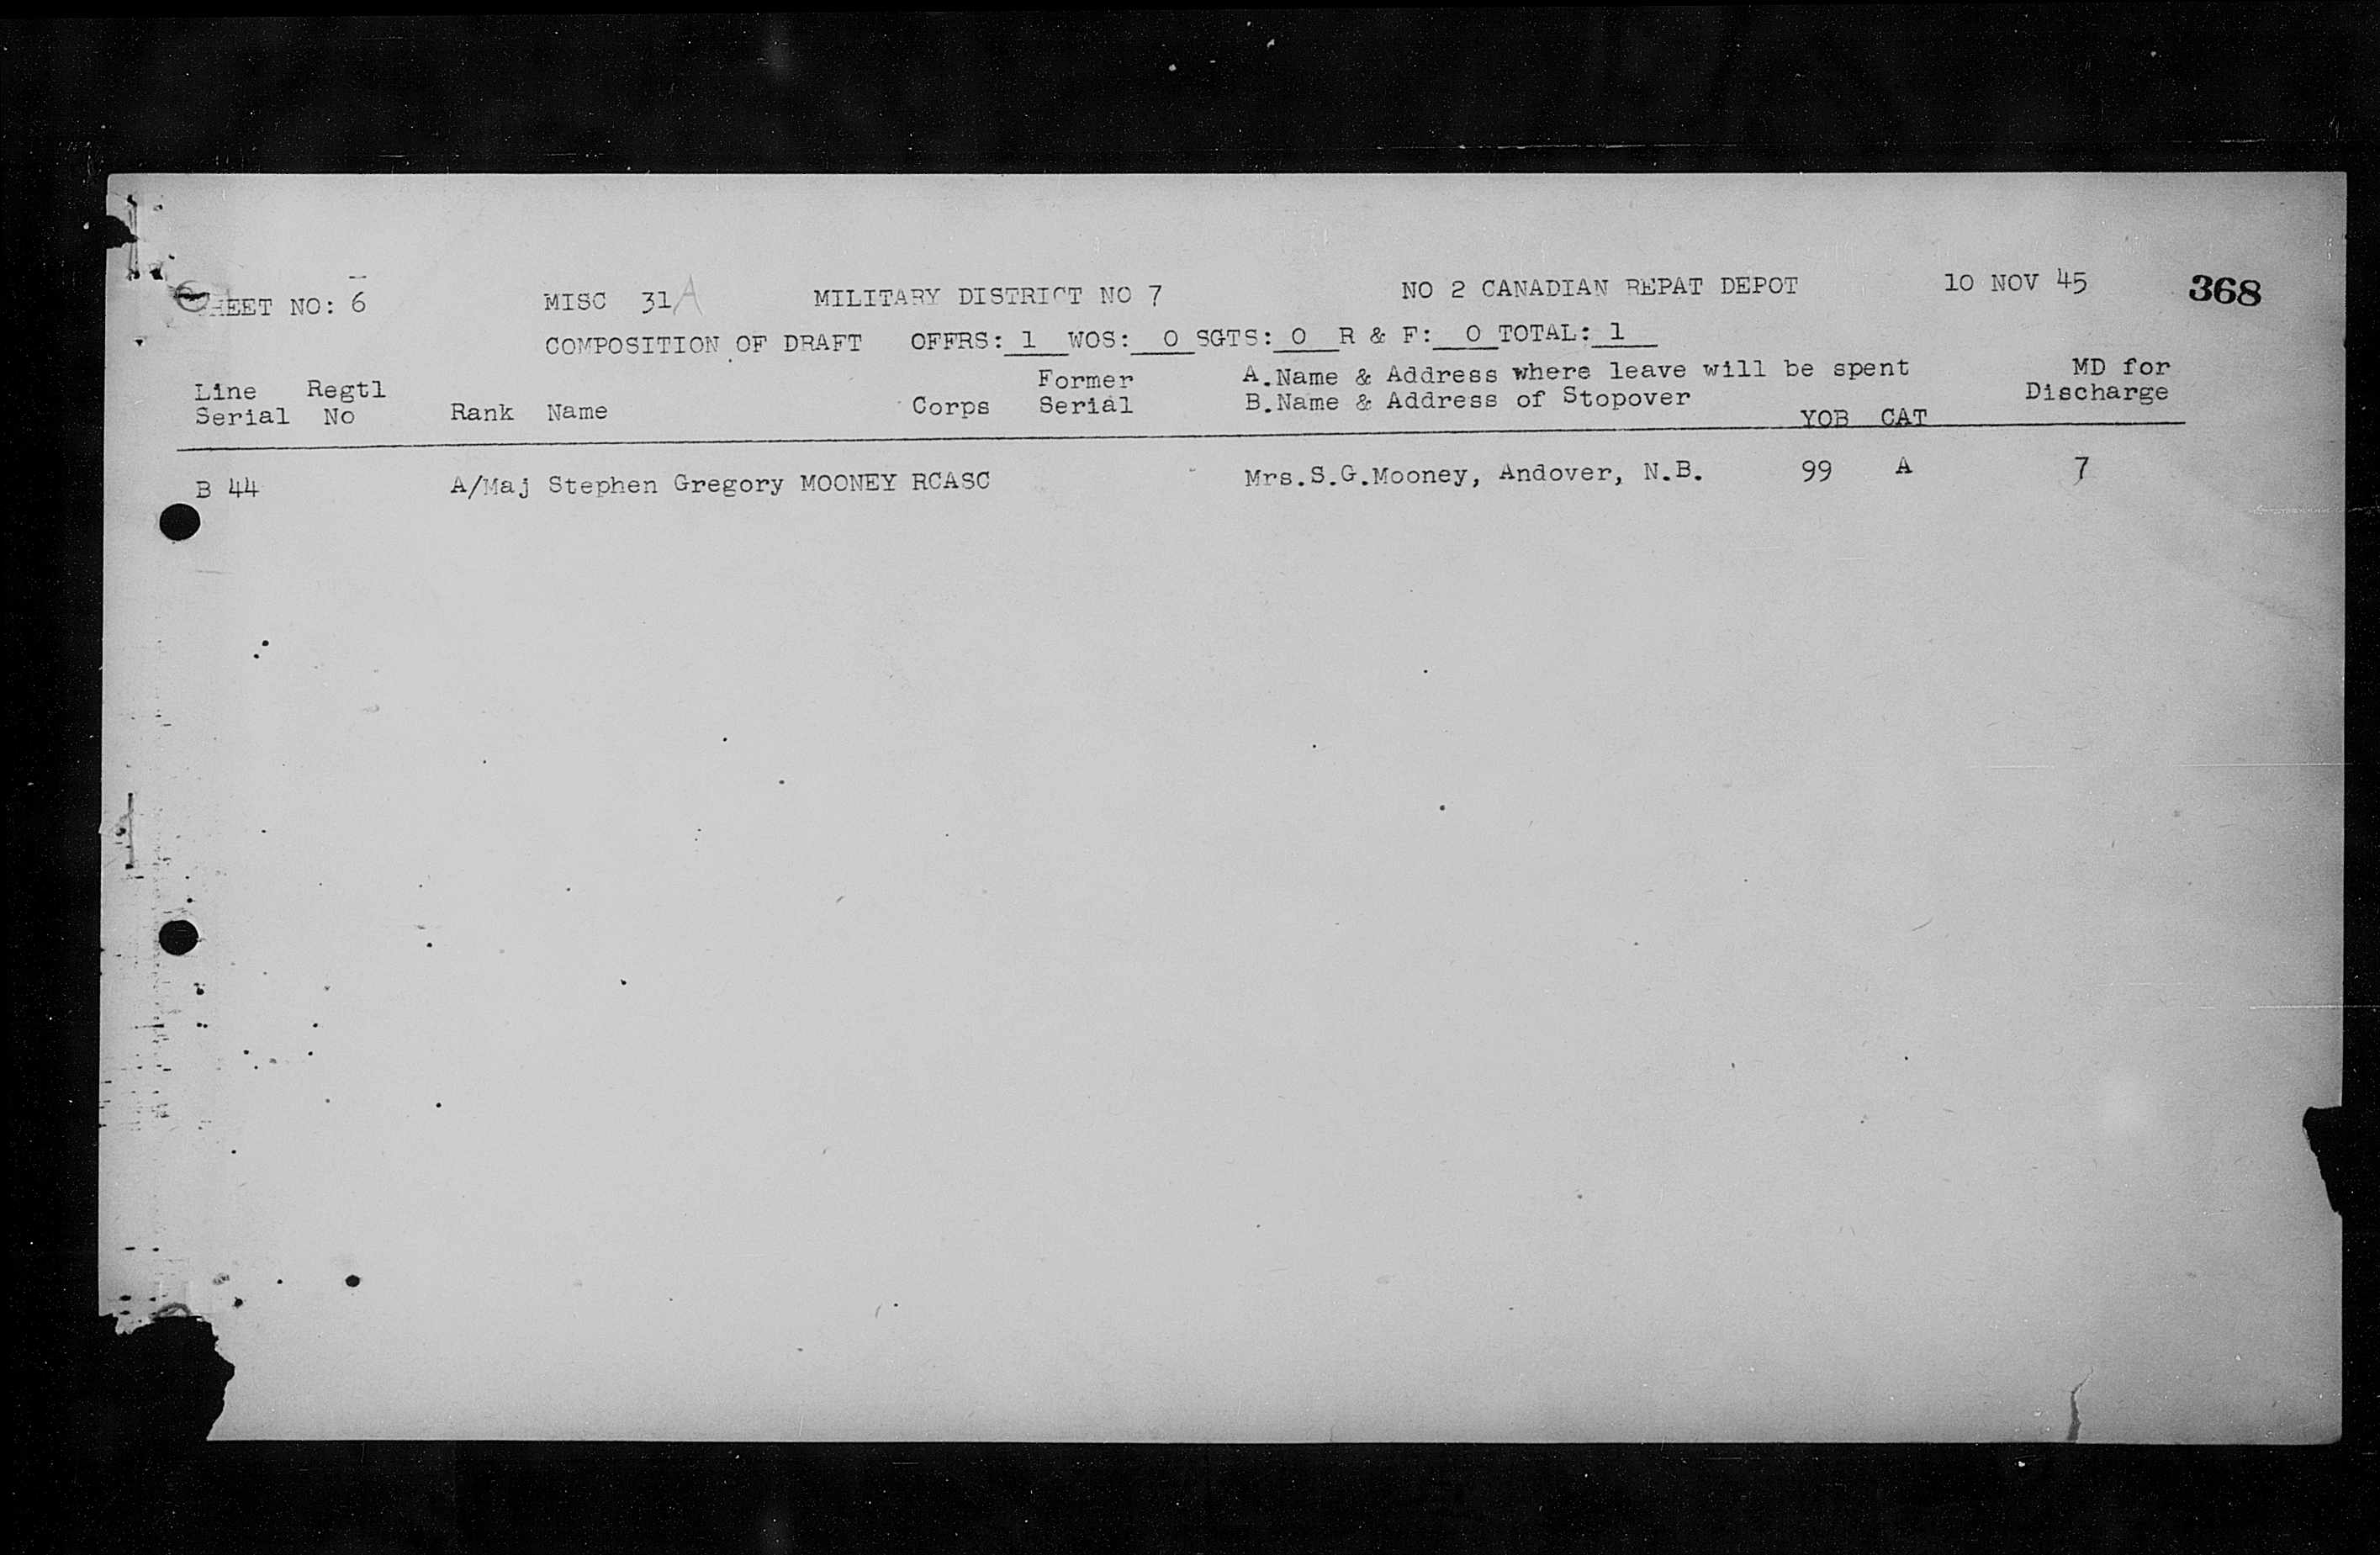 SHEET NO: 6 MISC 31A MILITARY DISTRICT NO 7 NO 2 CANADIAN REPAT DEPOT 10 NOV 45 368
COMPOSITION OF DRAFT OFFRS: 1 WOS: 0 SGTS: 0 R & F: 0 TOTAL: 1
Line Regtl Former A.Name & Address where leave will be spent MD for
Serial No Rank Name Corps Serial B.Name & Address of Stopover YOB CAT Discharge
B 44 A/Maj Stephen Gregory MOONEY RCASC Mrs.S.G.Mooney, Andover, N.B. 99 A 7